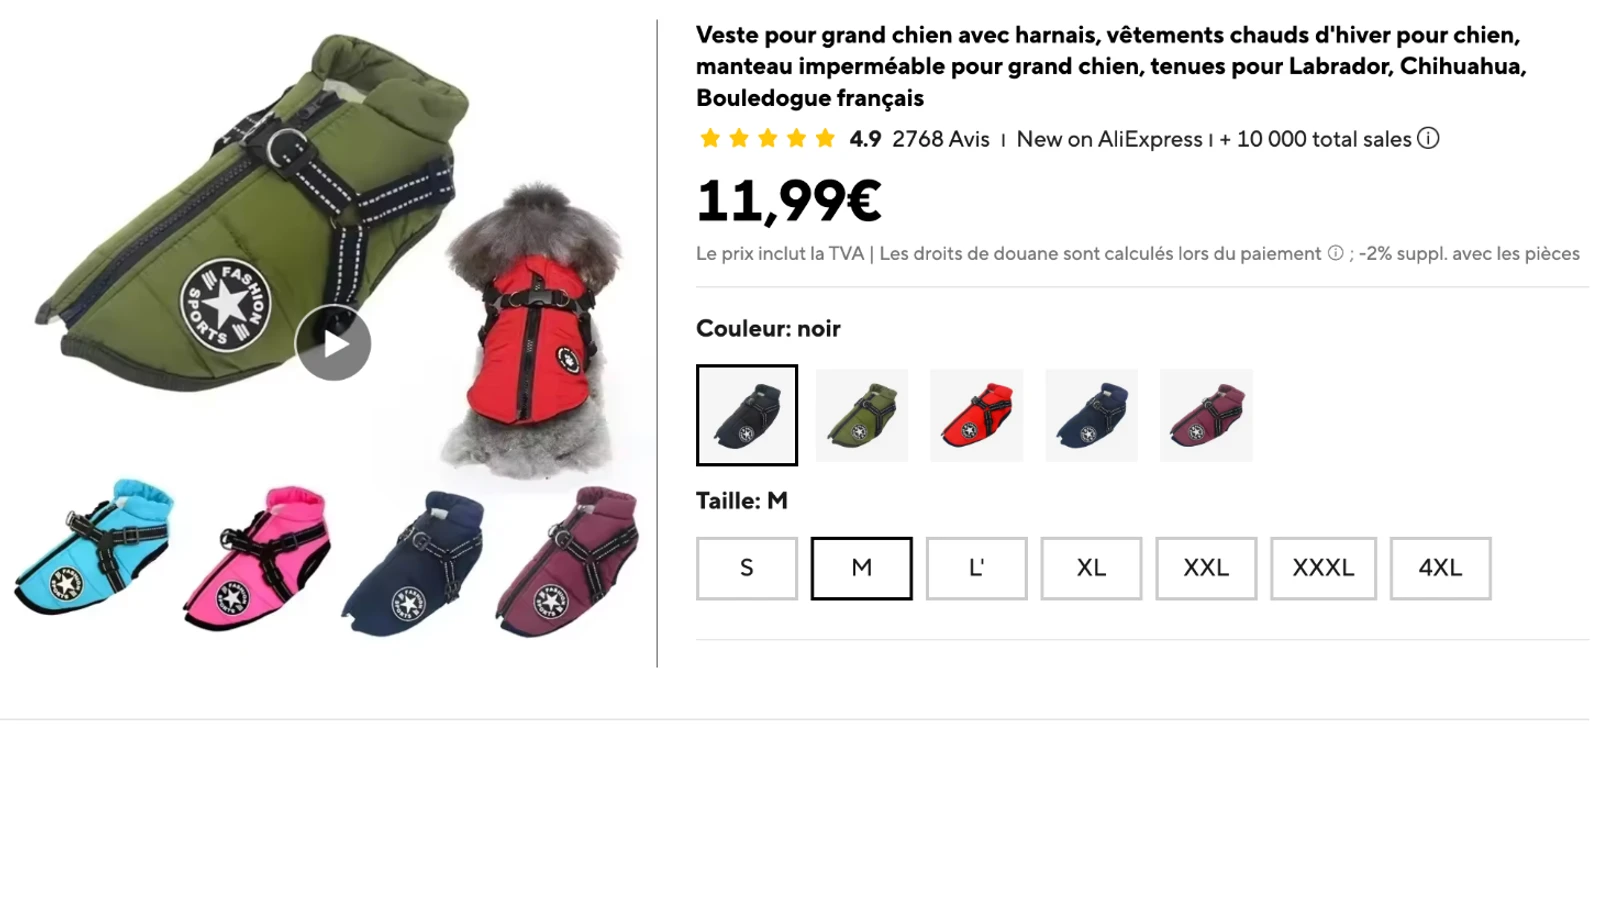 Veste pour grand chien avec harnais, vêtements chauds d'hiver pour chien,
manteau imperméable pour grand chien, tenues pour Labrador, Chihuahua,
Bouledogue français
4.9 2768 Avis | New on AliExpress | + 10 000 total sales
11,99€
Le prix inclut la TVA | Les droits de douane sont calculés lors du paiement ; -2% suppl. avec les pièces
Couleur: noir
Taille: M
S M L' XL XXL XXXL 4XL
FASHION
SPORTS
FASHION
SPORTS